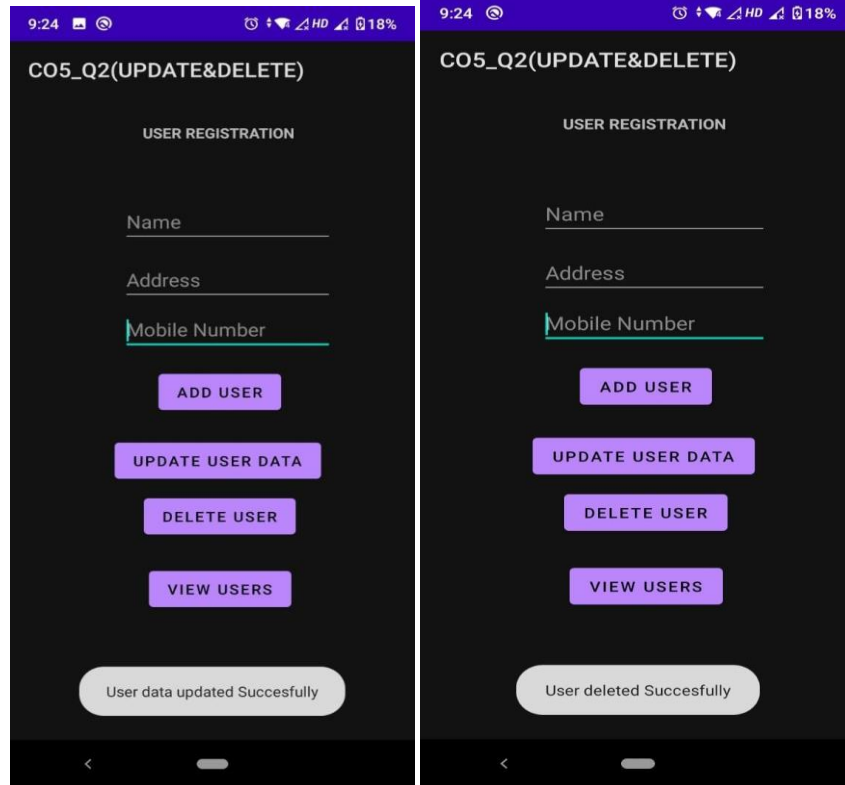 9:24 HD 18%
CO5_Q2(UPDATE&DELETE)
USER REGISTRATION
Name
Address
Mobile Number
ADD USER
UPDATE USER DATA
DELETE USER
VIEW USERS
User data updated Succesfully
9:24 HD 18%
CO5_Q2(UPDATE&DELETE)
USER REGISTRATION
Name
Address
Mobile Number
ADD USER
UPDATE USER DATA
DELETE USER
VIEW USERS
User deleted Succesfully